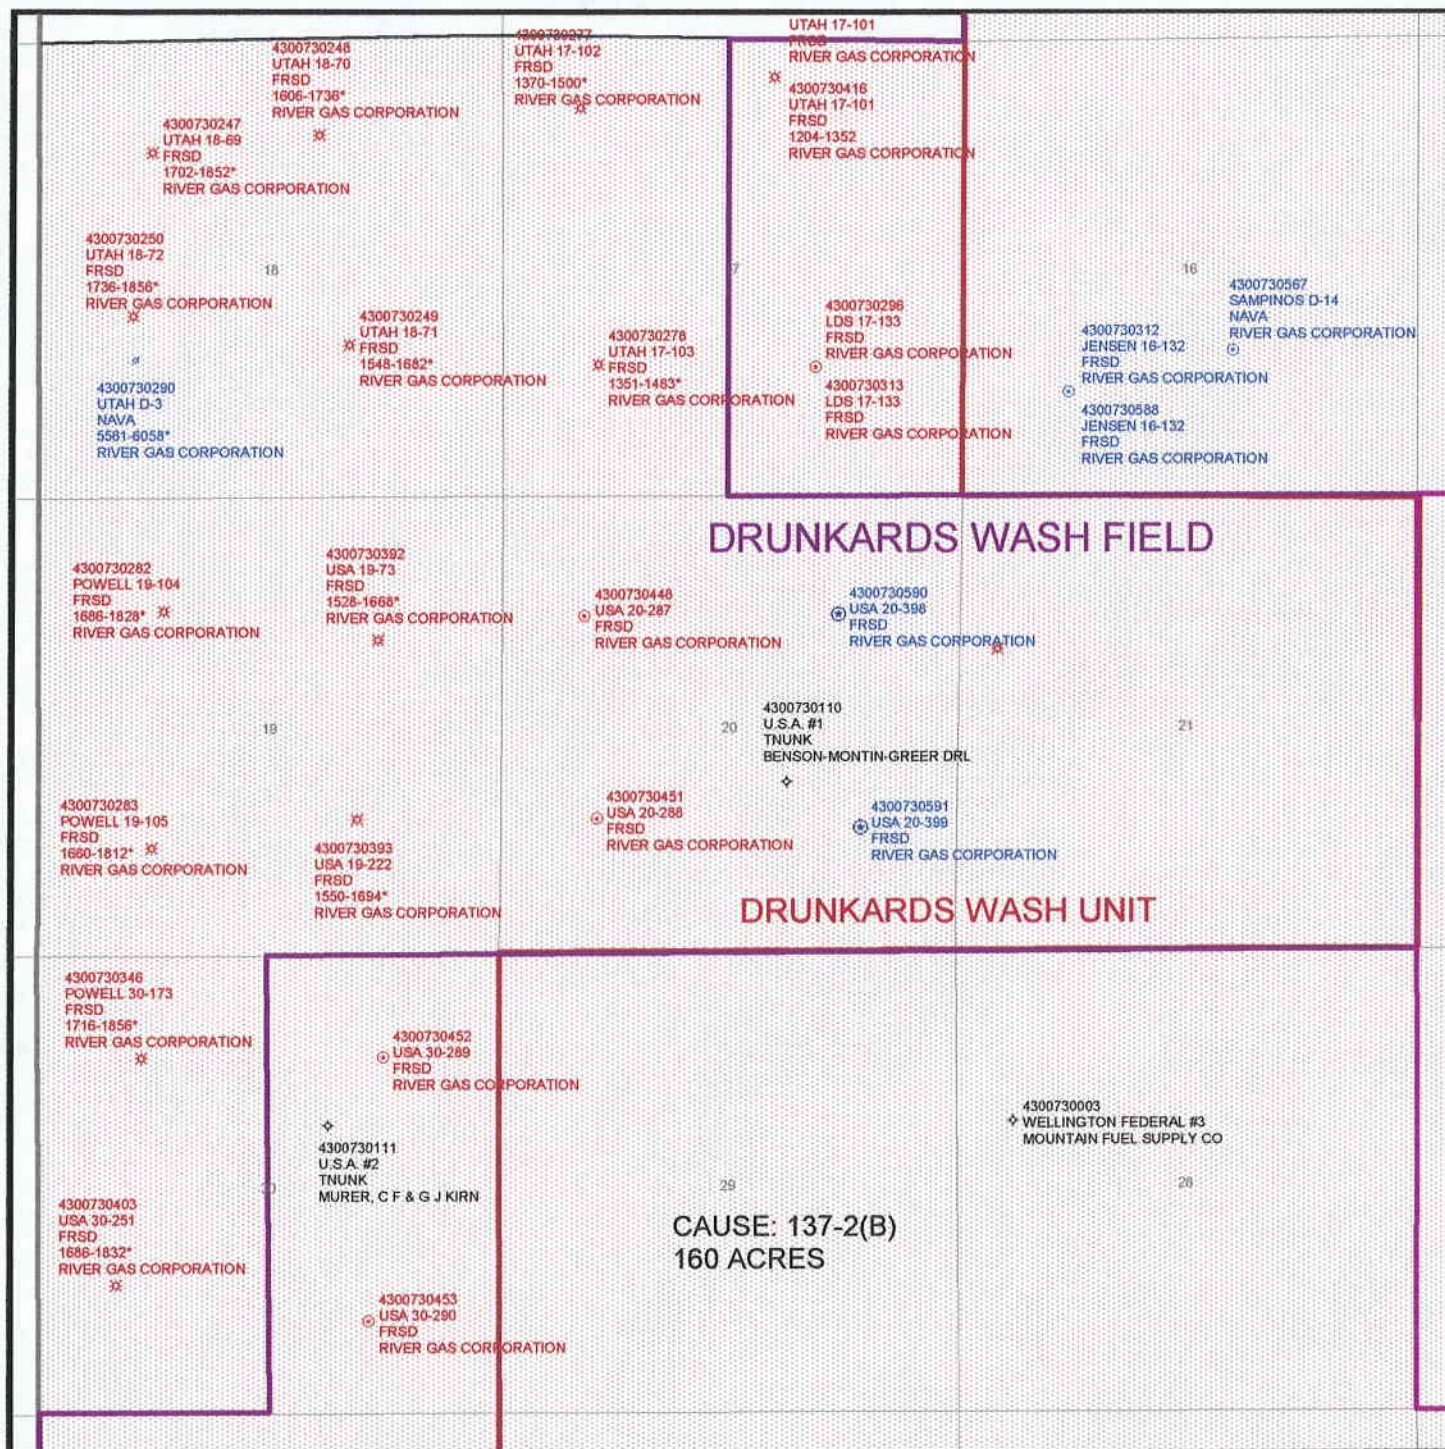 4300730248
UTAH 18-70
FRSD
1606-1736*
RIVER GAS CORPORATION
4300730277
UTAH 17-102
FRSD
1370-1500*
RIVER GAS CORPORATION
UTAH 17-101
FRSD
RIVER GAS CORPORATION
4300730416
UTAH 17-101
FRSD
1204-1352
RIVER GAS CORPORATION
4300730247
UTAH 18-69
FRSD
1702-1852*
RIVER GAS CORPORATION
4300730250
UTAH 18-72
FRSD
1736-1856*
RIVER GAS CORPORATION
18
7
16
4300730249
UTAH 18-71
FRSD
1548-1682*
RIVER GAS CORPORATION
4300730278
UTAH 17-103
FRSD
1351-1483*
RIVER GAS CORPORATION
4300730296
LDS 17-133
FRSD
RIVER GAS CORPORATION
4300730313
LDS 17-133
FRSD
RIVER GAS CORPORATION
4300730567
SAMPINOS D-14
NAVA
RIVER GAS CORPORATION
4300730312
JENSEN 16-132
FRSD
RIVER GAS CORPORATION
4300730588
JENSEN 16-132
FRSD
RIVER GAS CORPORATION
4300730290
UTAH D-3
NAVA
5561-6058*
RIVER GAS CORPORATION
DRUNKARDS WASH FIELD
4300730282
POWELL 19-104
FRSD
1686-1828*
RIVER GAS CORPORATION
4300730392
USA 19-73
FRSD
1528-1668*
RIVER GAS CORPORATION
4300730448
USA 20-287
FRSD
RIVER GAS CORPORATION
4300730590
USA 20-398
FRSD
RIVER GAS CORPORATION
19
20
21
4300730110
U.S.A. #1
TNUNK
BENSON-MONTIN-GREER DRL
4300730283
POWELL 19-105
FRSD
1660-1812*
RIVER GAS CORPORATION
4300730393
USA 19-222
FRSD
1550-1694*
RIVER GAS CORPORATION
4300730451
USA 20-288
FRSD
RIVER GAS CORPORATION
4300730591
USA 20-399
FRSD
RIVER GAS CORPORATION
DRUNKARDS WASH UNIT
4300730346
POWELL 30-173
FRSD
1716-1856*
RIVER GAS CORPORATION
4300730452
USA 30-289
FRSD
RIVER GAS CORPORATION
4300730003
WELLINGTON FEDERAL #3
MOUNTAIN FUEL SUPPLY CO
4300730111
U.S.A. #2
TNUNK
MURER, C F & G J KIRN
30
29
28
4300730403
USA 30-251
FRSD
1686-1832*
RIVER GAS CORPORATION
CAUSE: 137-2(B)
160 ACRES
4300730453
USA 30-290
FRSD
RIVER GAS CORPORATION